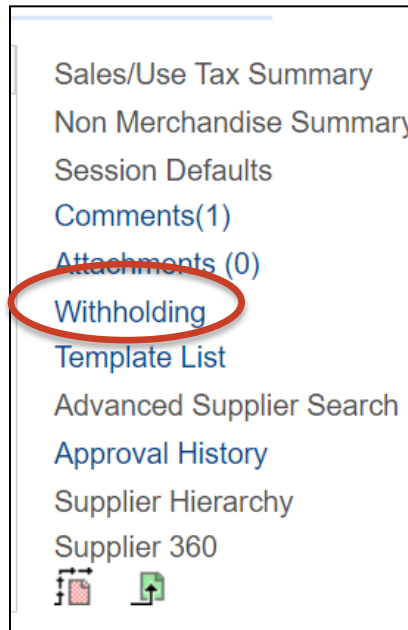 Sales/Use Tax Summary
Non Merchandise Summary
Session Defaults
Comments(1)
Attachments (0)
Withholding
Template List
Advanced Supplier Search
Approval History
Supplier Hierarchy
Supplier 360